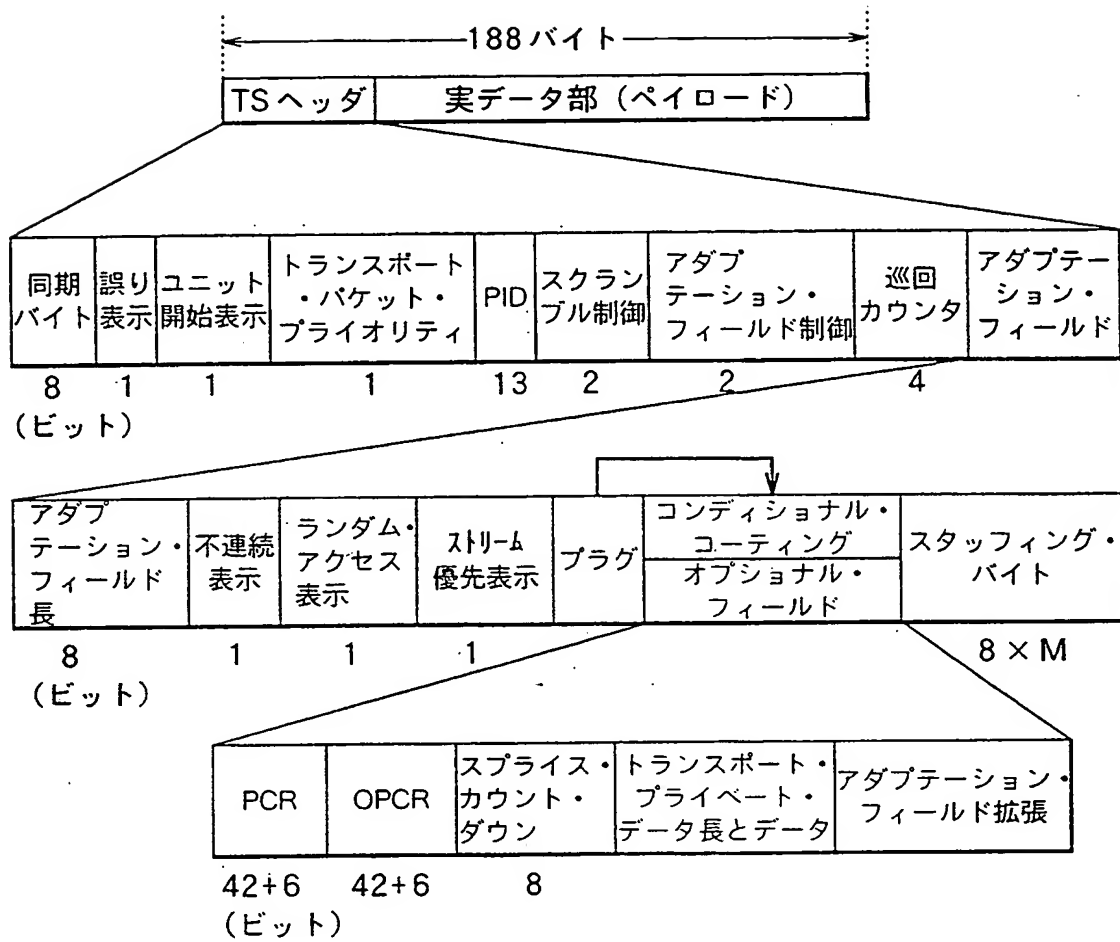 188バイト
TSヘッダ
実データ部(ペイロード)
同期
バイト
誤り
表示
ユニット
開始表示
トランスポート
・パケット・
プライオリティ
PID
スクラン
ブル制御
アダプ
テーション・
フィールド制御
巡回
カウンタ
アダプテー
ション・
フィールド
8
1
1
1
13
2
2
4
(ビット)
アダプ
テーション・
フィールド
長
不連続
表示
ランダム・
アクセス
表示
ストリーム
優先表示
プラグ
コンディショナル・
コーティング
オプショナル・
フィールド
スタッフィング・
バイト
8
1
1
1
8×M
(ビット)
PCR
OPCR
スプライス・
カウント・
ダウン
トランスポート・
プライベート・
データ長とデータ
アダプテーション・
フィールド拡張
42+6
42+6
8
(ビット)